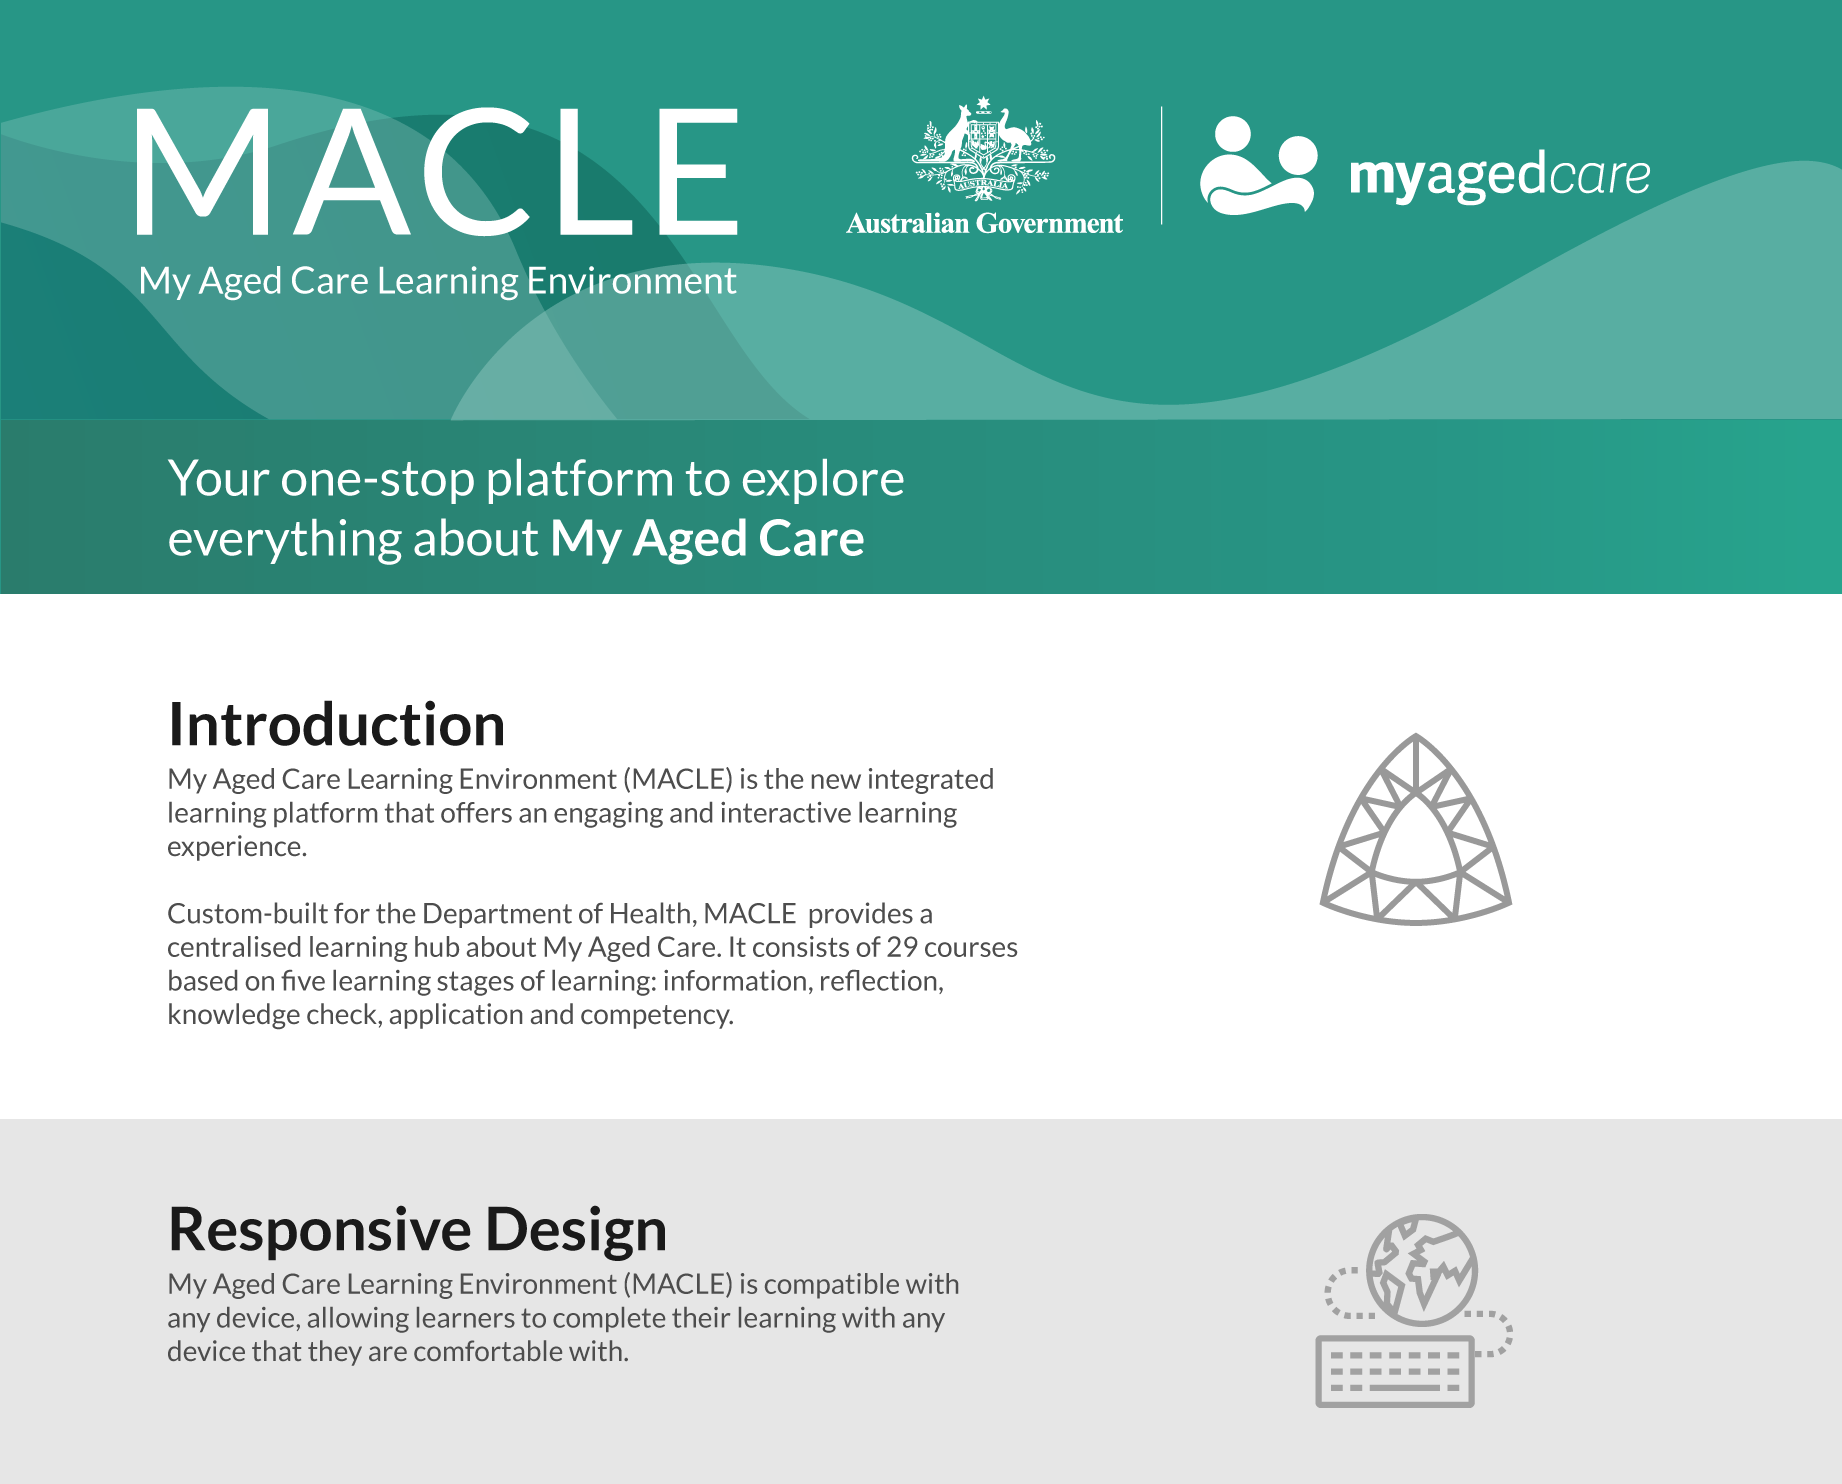 MACLE
My Aged Care Learning Environment
AUSTRALIA
Australian Government
myagedcare
Your one-stop platform to explore
everything about My Aged Care
Introduction
My Aged Care Learning Environment (MACLE) is the new integrated
learning platform that offers an engaging and interactive learning
experience.
Custom-built for the Department of Health, MACLE  provides a
centralised learning hub about My Aged Care. It consists of 29 courses
based on five learning stages of learning: information, reflection,
knowledge check, application and competency.
Responsive Design
My Aged Care Learning Environment (MACLE) is compatible with
any device, allowing learners to complete their learning with any
device that they are comfortable with.